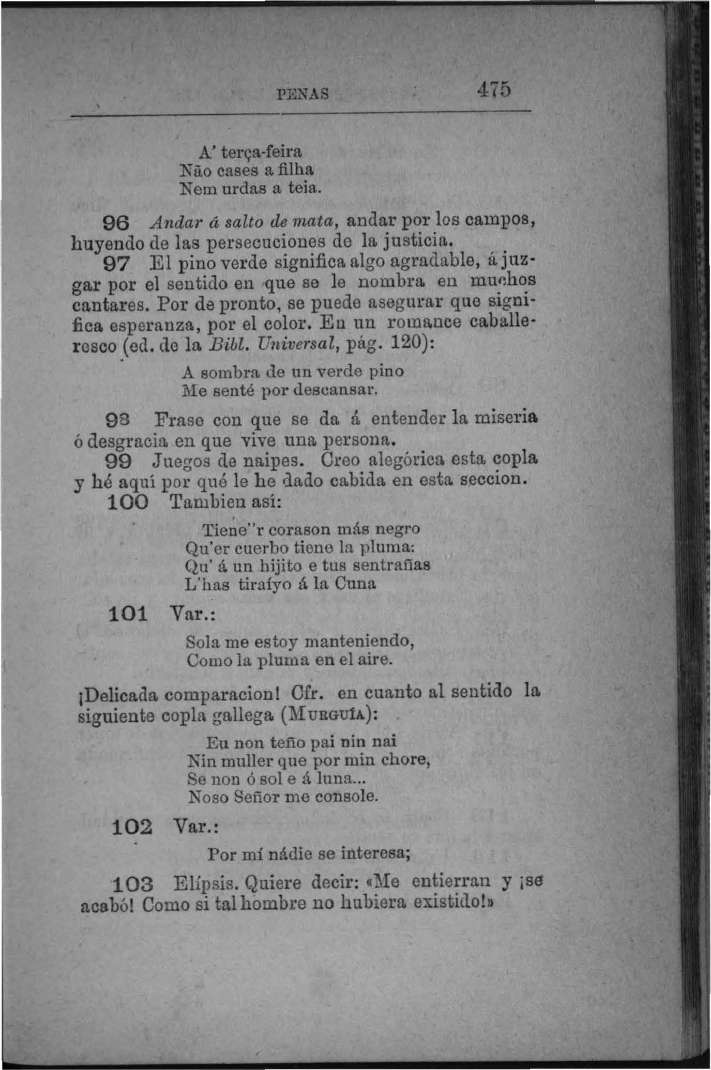 PENAS 475
A' terça-feira
Não cases a filha
Nem urdas a teia.
96 Andar á salto de mata, andar por los campos,
huyendo de las persecuciones de la justicia.
97 El pino verde significa algo agradable, á juz-
gar por el sentido en que se le nombra en muchos
cantares. Por de pronto, se puede asegurar que signi-
fica esperanza, por el color. En un romance caballe-
resco (ed. de la Bibl. Universal, pág. 120):
A sombra de un verde pino
Me senté por descansar.
98 Frase con que se da á entender la miseria
ó desgracia en que vive una persona.
99 Juegos de naipes. Creo alegórica esta copla
y hé aquí por qué le he dado cabida en esta seccion.
100 Tambien así:
Tiene"r corason más negro
Qu'er cuerbo tiene la pluma:
Qu' á un hijito e tus sentrañas
L'has tiraíyo á la Cuna
101 Var.:
Sola me estoy manteniendo,
Como la pluma en el aire.
¡Delicada comparacion! Cfr. en cuanto al sentido la
siguiente copla gallega (MURGUÍA):
Eu non teño pai nin nai
Nin muller que por min chore,
Se non ó sol e á luna...
Noso Señor me console.
102 Var.:
Por mí nádie se interesa;
103 Elípsis. Quiere decir: «Me entierran y ¡se
acabó! Como si tal hombre no hubiera existido!»